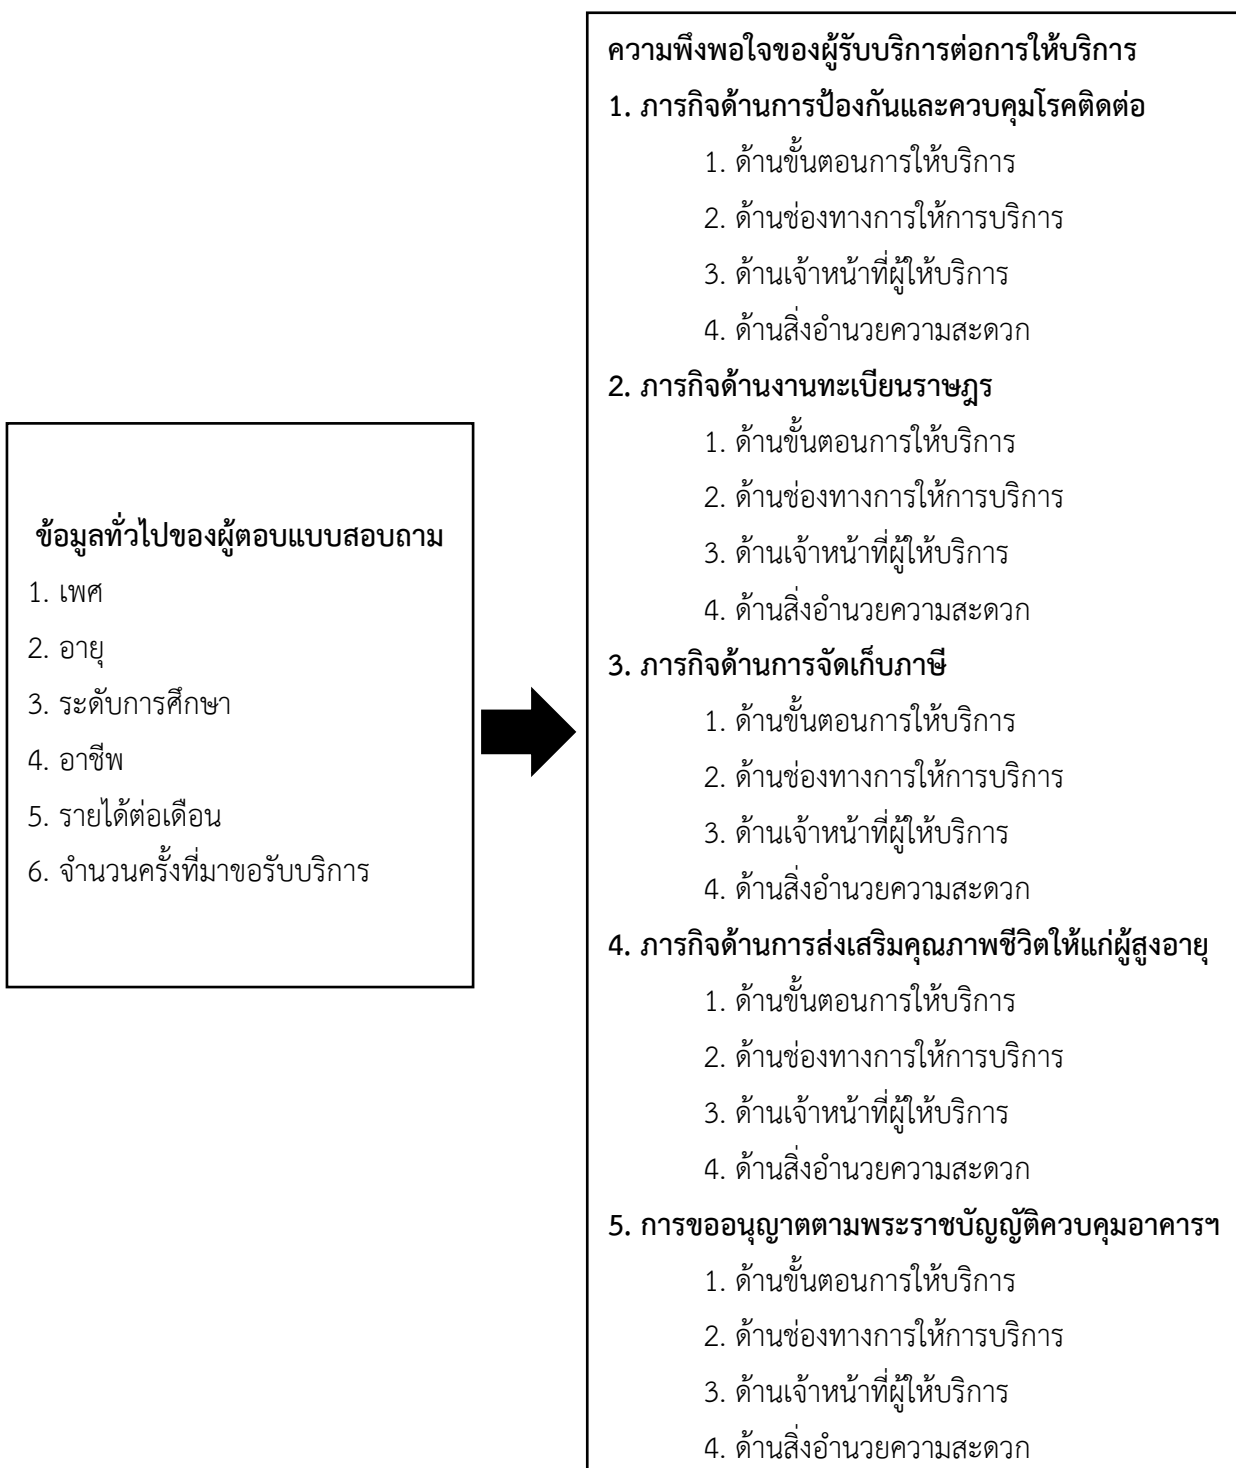 ข้อมูลทั่วไปของผู้ตอบแบบสอบถาม
1. เพศ
2. อายุ
3. ระดับการศึกษา
4. อาชีพ
5. รายได้ต่อเดือน
6. จำนวนครั้งที่มาขอรับบริการ
ความพึงพอใจของผู้รับบริการต่อการให้บริการ
1. ภารกิจด้านการป้องกันและควบคุมโรคติดต่อ
1. ด้านขั้นตอนการให้บริการ
2. ด้านช่องทางการให้การบริการ
3. ด้านเจ้าหน้าที่ผู้ให้บริการ
4. ด้านสิ่งอำนวยความสะดวก
2. ภารกิจด้านงานทะเบียนราษฎร
1. ด้านขั้นตอนการให้บริการ
2. ด้านช่องทางการให้การบริการ
3. ด้านเจ้าหน้าที่ผู้ให้บริการ
4. ด้านสิ่งอำนวยความสะดวก
3. ภารกิจด้านการจัดเก็บภาษี
1. ด้านขั้นตอนการให้บริการ
2. ด้านช่องทางการให้การบริการ
3. ด้านเจ้าหน้าที่ผู้ให้บริการ
4. ด้านสิ่งอำนวยความสะดวก
4. ภารกิจด้านการส่งเสริมคุณภาพชีวิตให้แก่ผู้สูงอายุ
1. ด้านขั้นตอนการให้บริการ
2. ด้านช่องทางการให้การบริการ
3. ด้านเจ้าหน้าที่ผู้ให้บริการ
4. ด้านสิ่งอำนวยความสะดวก
5. การขออนุญาตตามพระราชบัญญัติควบคุมอาคารฯ
1. ด้านขั้นตอนการให้บริการ
2. ด้านช่องทางการให้การบริการ
3. ด้านเจ้าหน้าที่ผู้ให้บริการ
4. ด้านสิ่งอำนวยความสะดวก